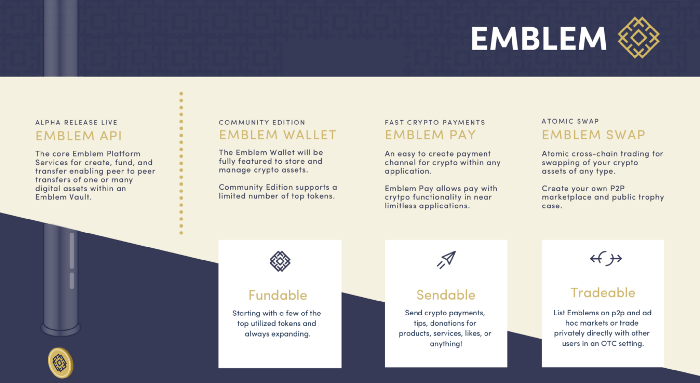 EMBLEM
ALPHA RELEASE LIVE
EMBLEM API
The core Emblem Platform
Services for create, fund, and
transfer enabling peer to peer
transfers of one or many
digital assets within an
Emblem Vault.
COMMUNITY EDITION
EMBLEM WALLET
The Emblem Wallet will be
fully featured to store and
manage crypto assets.
Community Edition supports a
limited number of top tokens.
FAST CRYPTO PAYMENTS
EMBLEM PAY
An easy to create payment
channel for crypto within any
application.
Emblem Pay allows pay with
crytpo functionality in near
limitless applications.
ATOMIC SWAP
EMBLEM SWAP
Atomic cross-chain trading for
swapping of your crypto
assets of any type.
Create your own P2P
marketplace and public trophy
case.
Fundable
Starting with a few of the
top utilized tokens and
always expanding.
Sendable
Send crypto payments,
tips, donations for
products, services, likes, or
anything!
Tradeable
List Emblems on p2p and ad
hoc markets or trade
privately directly with other
users in an OTC setting.